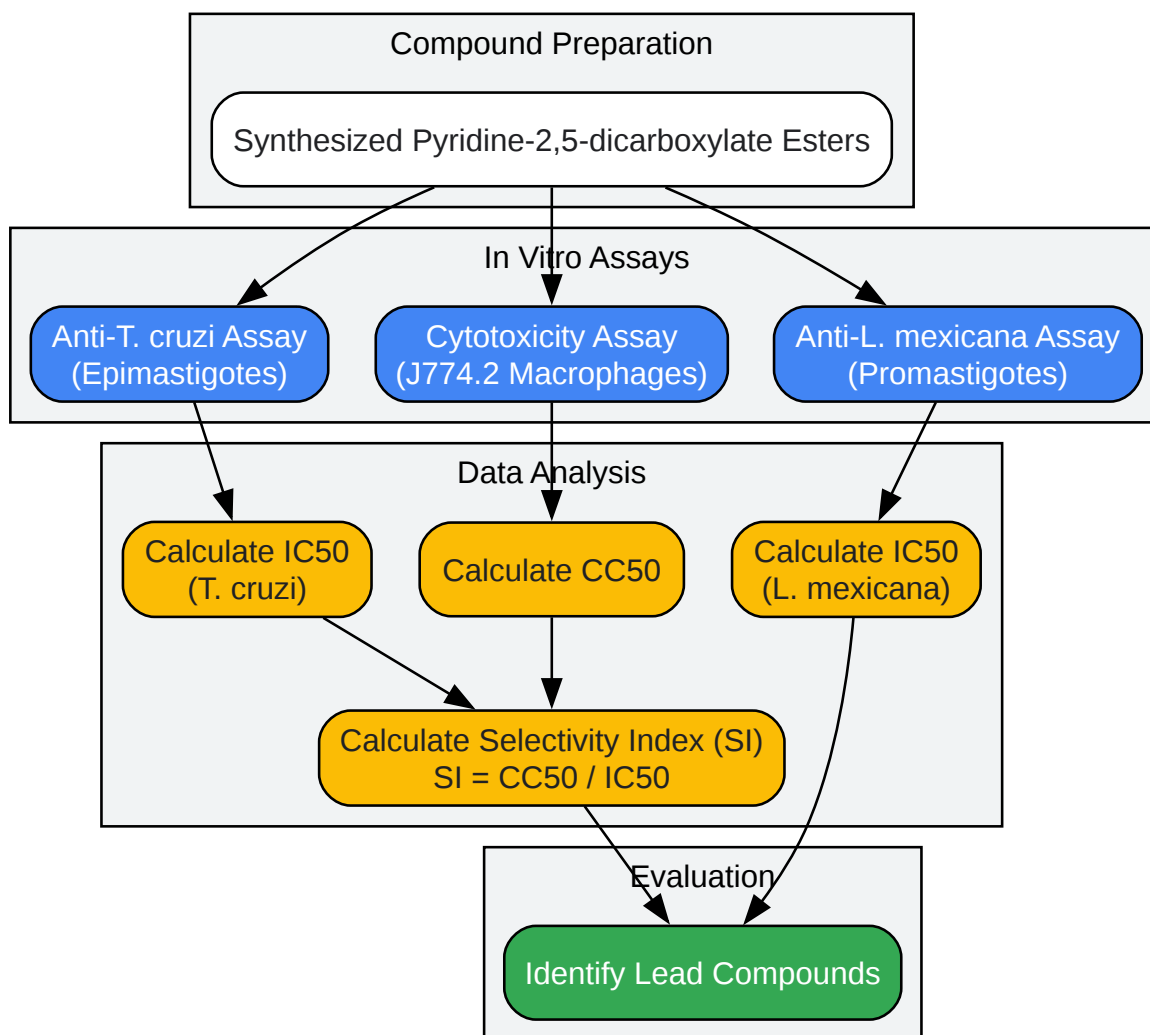 Compound Preparation
Synthesized Pyridine-2,5-dicarboxylate Esters
In Vitro Assays
Anti-T. cruzi Assay
(Epimastigotes)
Cytotoxicity Assay
(J774.2 Macrophages)
Anti-L. mexicana Assay
(Promastigotes)
Data Analysis
Calculate IC50
(T. cruzi)
Calculate CC50
Calculate IC50
(L. mexicana)
Calculate Selectivity Index (SI)
SI = CC50 / IC50
Evaluation
Identify Lead Compounds